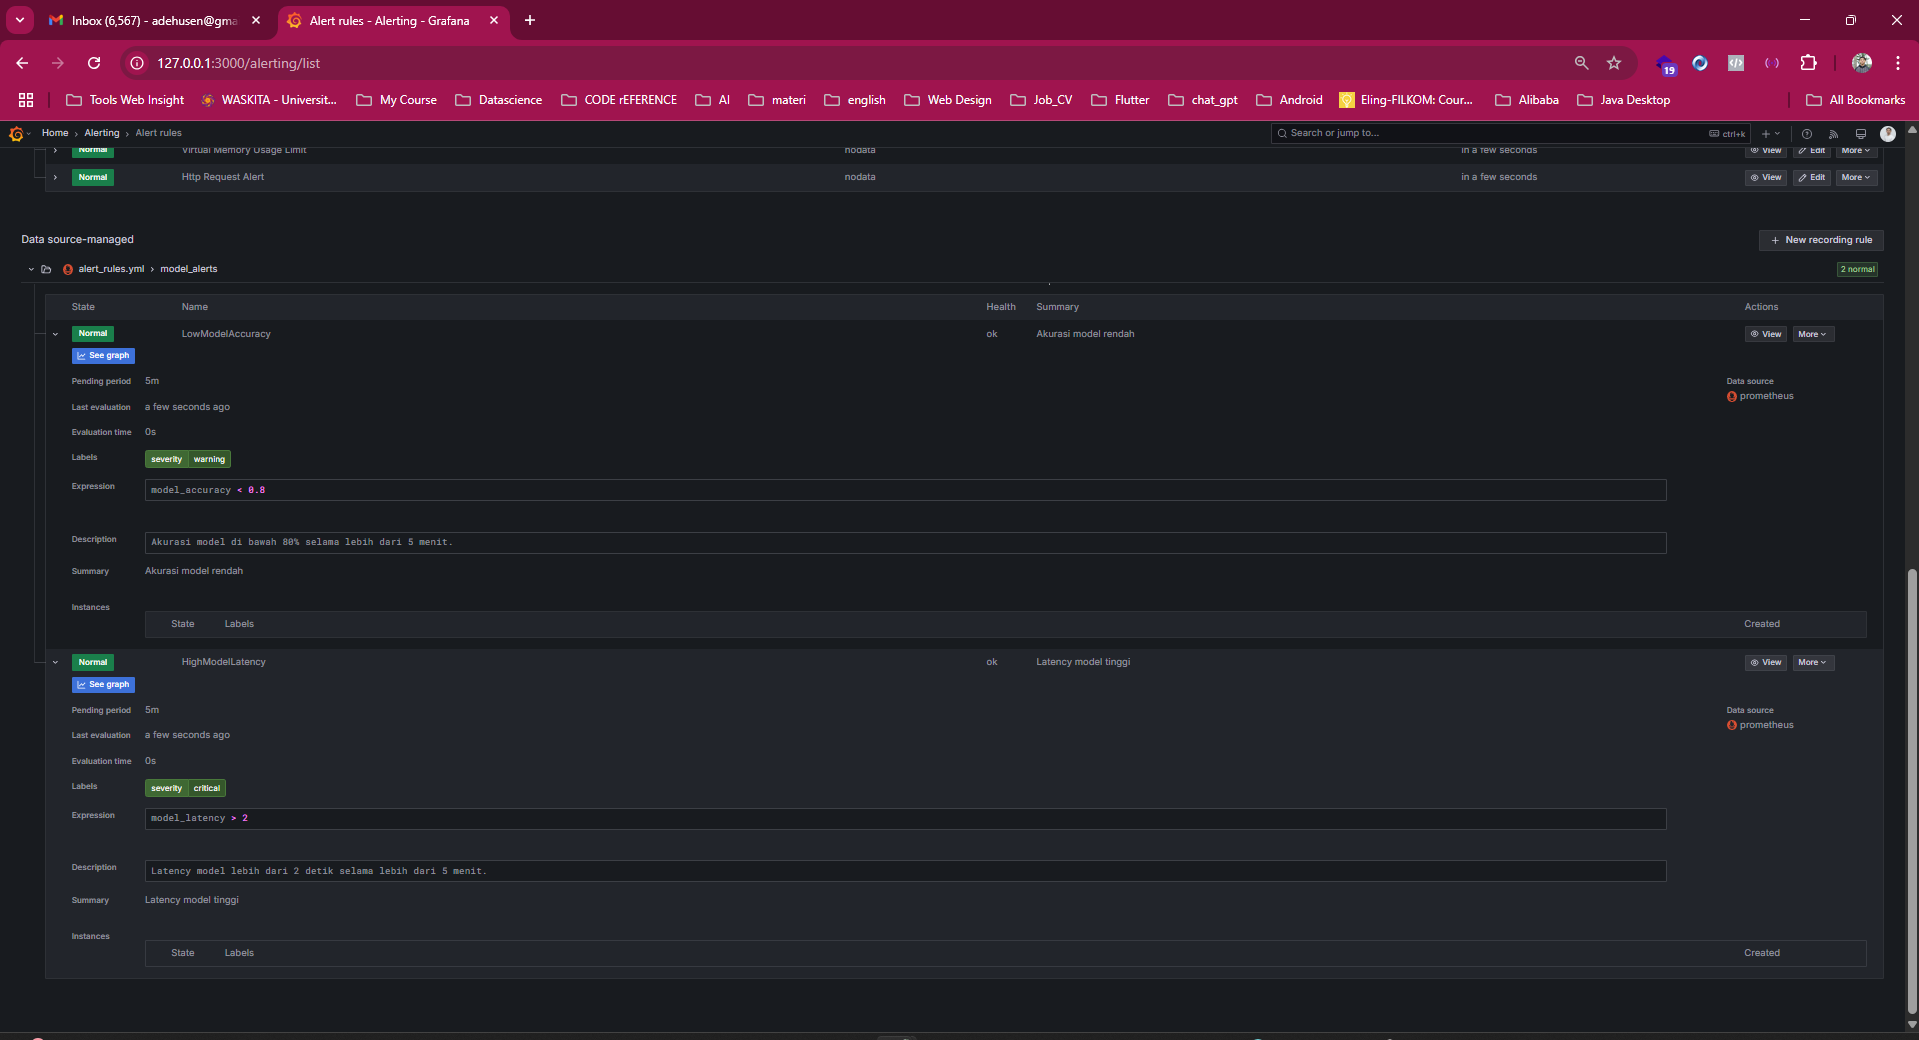 Inbox (6,567) - adehusen@gma
Alert rules - Alerting - Grafana
127.0.0.1:3000/alerting/list
19
Tools Web Insight
WASKITA - Universit...
My Course
Datascience
CODE rEFERENCE
AI
materi
english
Web Design
Job_CV
Flutter
chat_gpt
Android
Eling-FILKOM: Cour...
Alibaba
Java Desktop
All Bookmarks
Home › Alerting › Alert rules
Search or jump to...
ctrl+k
Normal Virtual Memory Usage Limit nodata in a few seconds View Edit More
Normal Http Request Alert nodata in a few seconds View Edit More
Data source-managed
+ New recording rule
alert_rules.yml › model_alerts
2 normal
State Name Health Summary Actions
Normal LowModelAccuracy ok Akurasi model rendah View More
See graph
Pending period 5m
Data source
prometheus
Last evaluation a few seconds ago
Evaluation time 0s
Labels severity warning
Expression model_accuracy < 0.8
Description Akurasi model di bawah 80% selama lebih dari 5 menit.
Summary Akurasi model rendah
Instances
State Labels Created
Normal HighModelLatency ok Latency model tinggi View More
See graph
Pending period 5m
Data source
prometheus
Last evaluation a few seconds ago
Evaluation time 0s
Labels severity critical
Expression model_latency > 2
Description Latency model lebih dari 2 detik selama lebih dari 5 menit.
Summary Latency model tinggi
Instances
State Labels Created